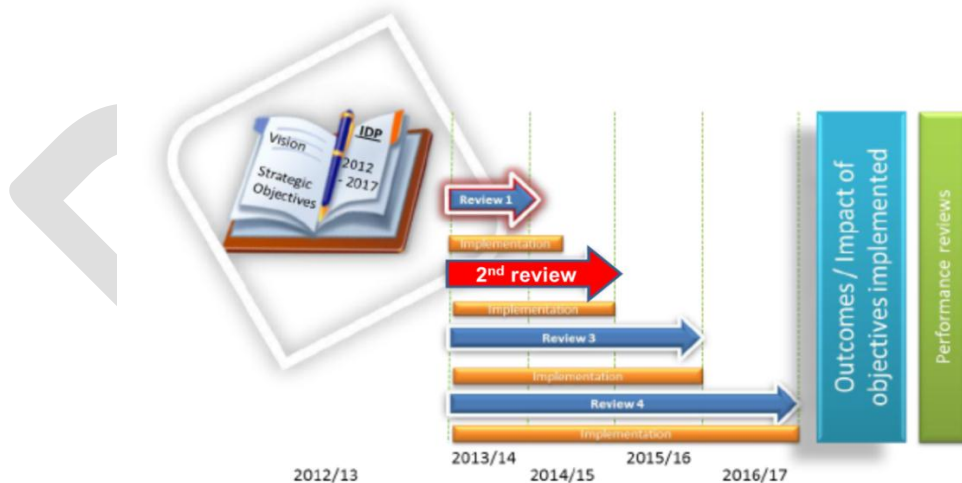 Vision
Strategic
Objectives
IDP
2012
- 2017
Review 1
Implementation
2nd review
Implementation
Review 3
Implementation
Review 4
Implementation
2012/13
2013/14
2014/15
2015/16
2016/17
Outcomes / Impact of
objectives implemented
Performance reviews